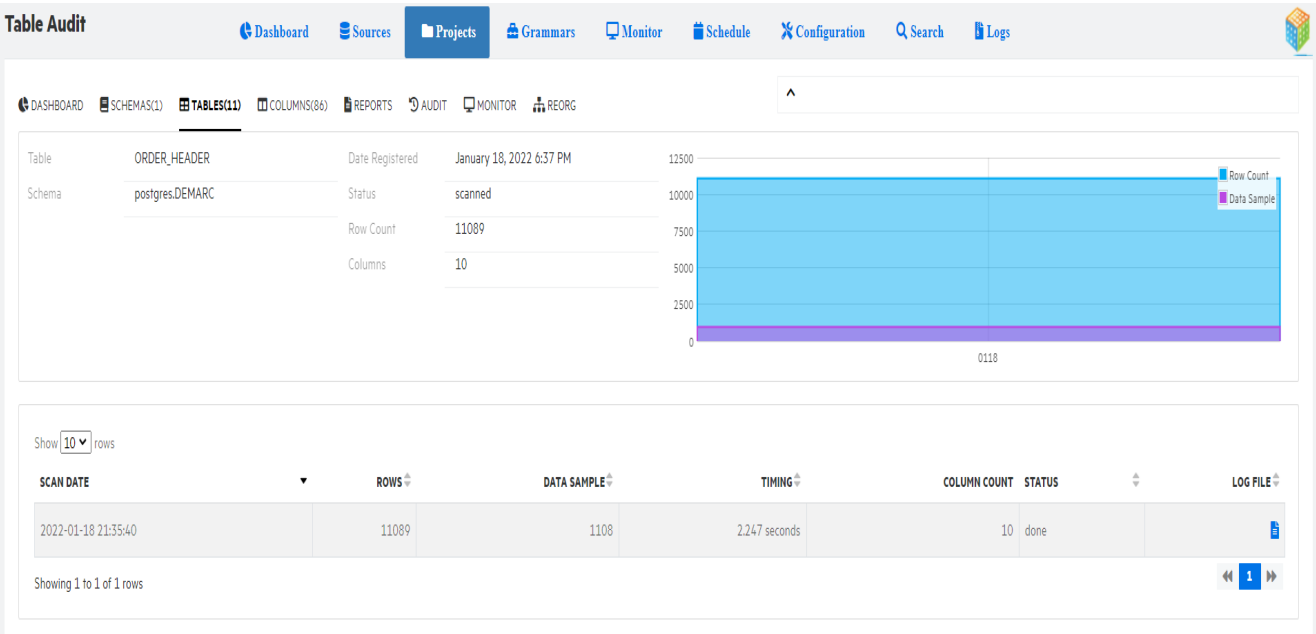 Table Audit
Dashboard Sources Projects Grammars Monitor Schedule Configuration Search Logs
DASHBOARD SCHEMAS(1) TABLES(11) COLUMNS(86) REPORTS AUDIT MONITOR REORG
Table ORDER_HEADER
Schema postgres.DEMARC
Date Registered January 18, 2022 6:37 PM
Status scanned
Row Count 11089
Columns 10
12500
10000
7500
5000
2500
0
0118
Row Count
Data Sample
Show 10 rows
SCAN DATE ROWS DATA SAMPLE TIMING COLUMN COUNT STATUS LOG FILE
2022-01-18 21:35:40 11089 1108 2.247 seconds 10 done
Showing 1 to 1 of 1 rows
1